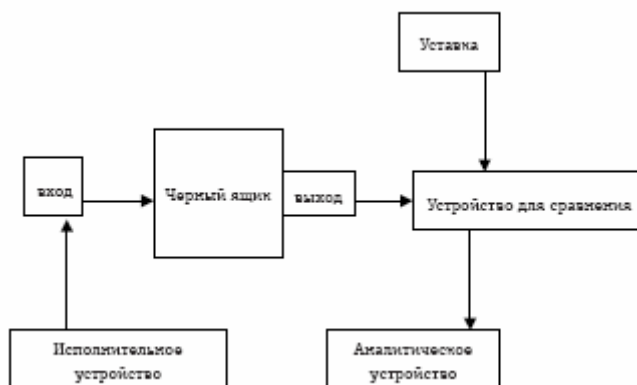 Уставка
вход
Черный ящик
выход
Устройство для сравнения
Исполнительное
устройство
Аналитическое
устройство